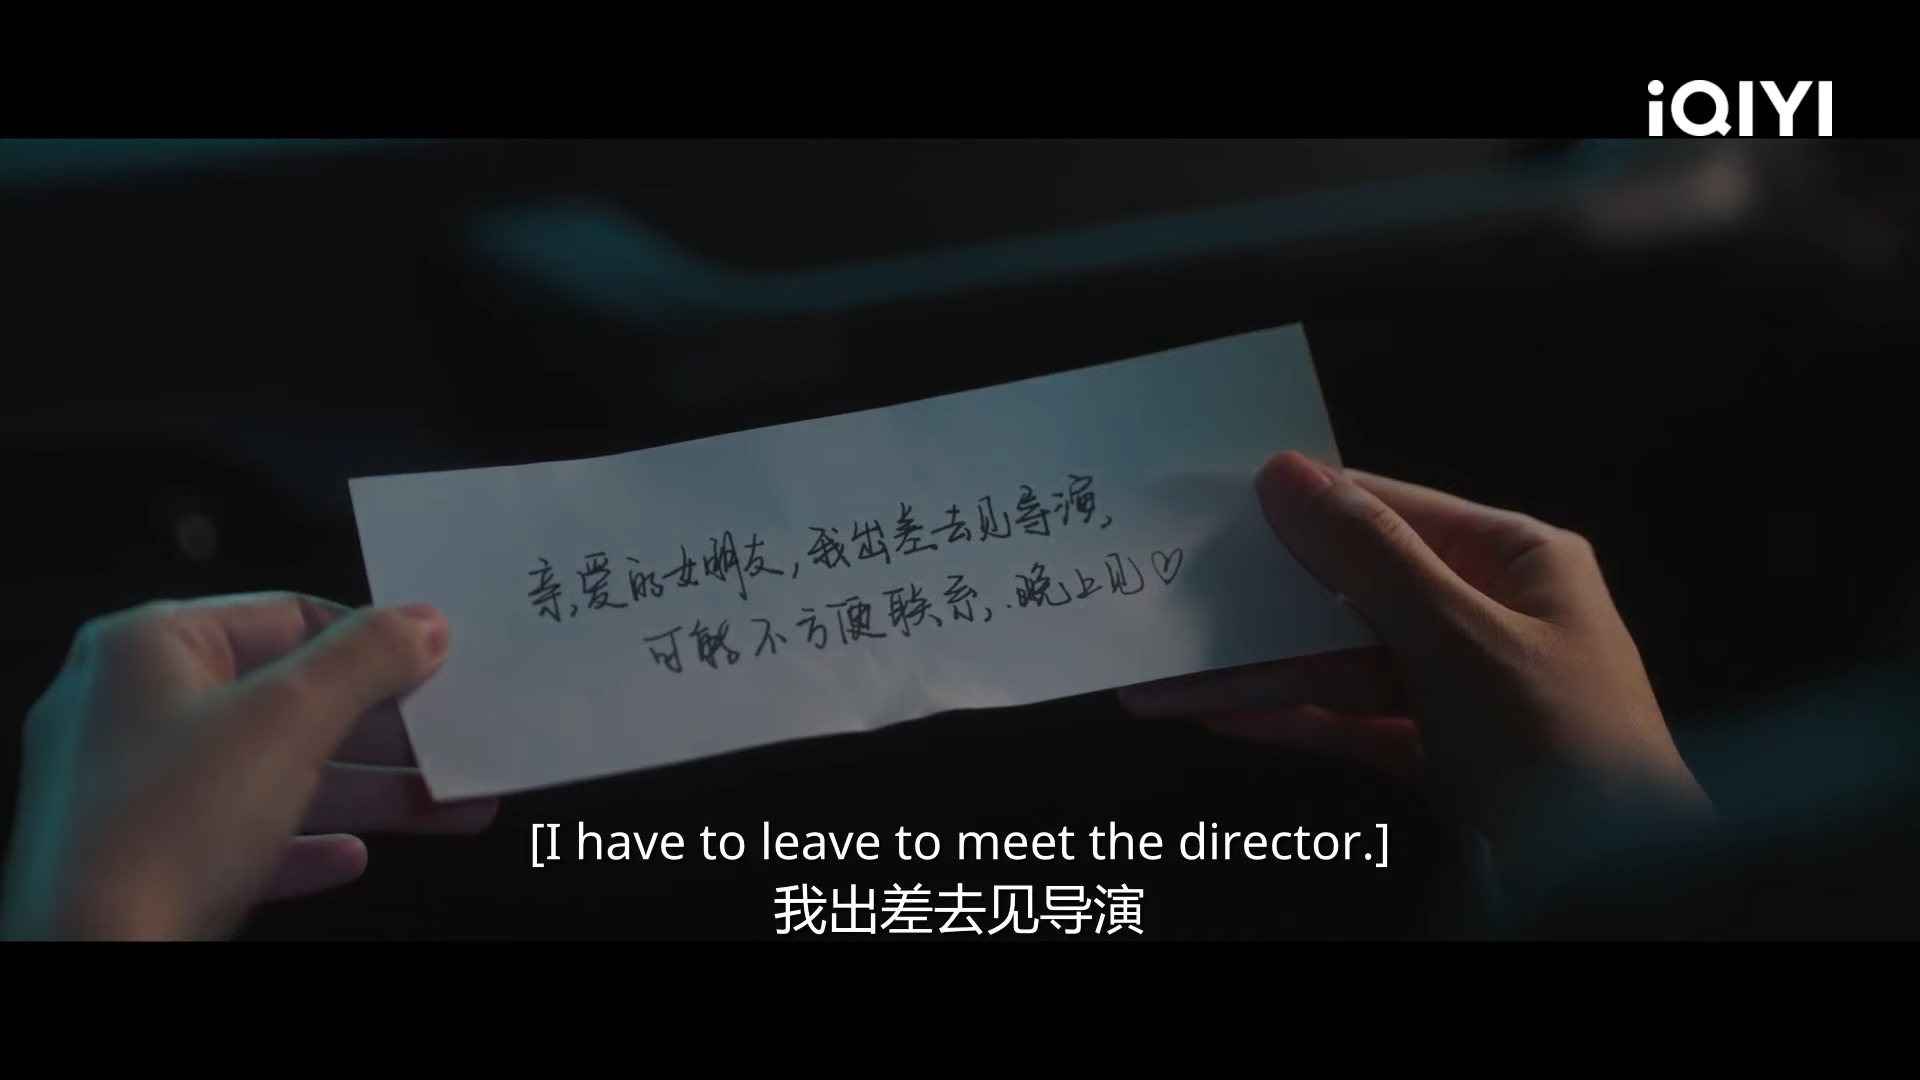 iQIYI
亲爱的女朋友,我出差去见导演,
可能不方便联系,晚上见♡
[I have to leave to meet the director.]
我出差去见导演